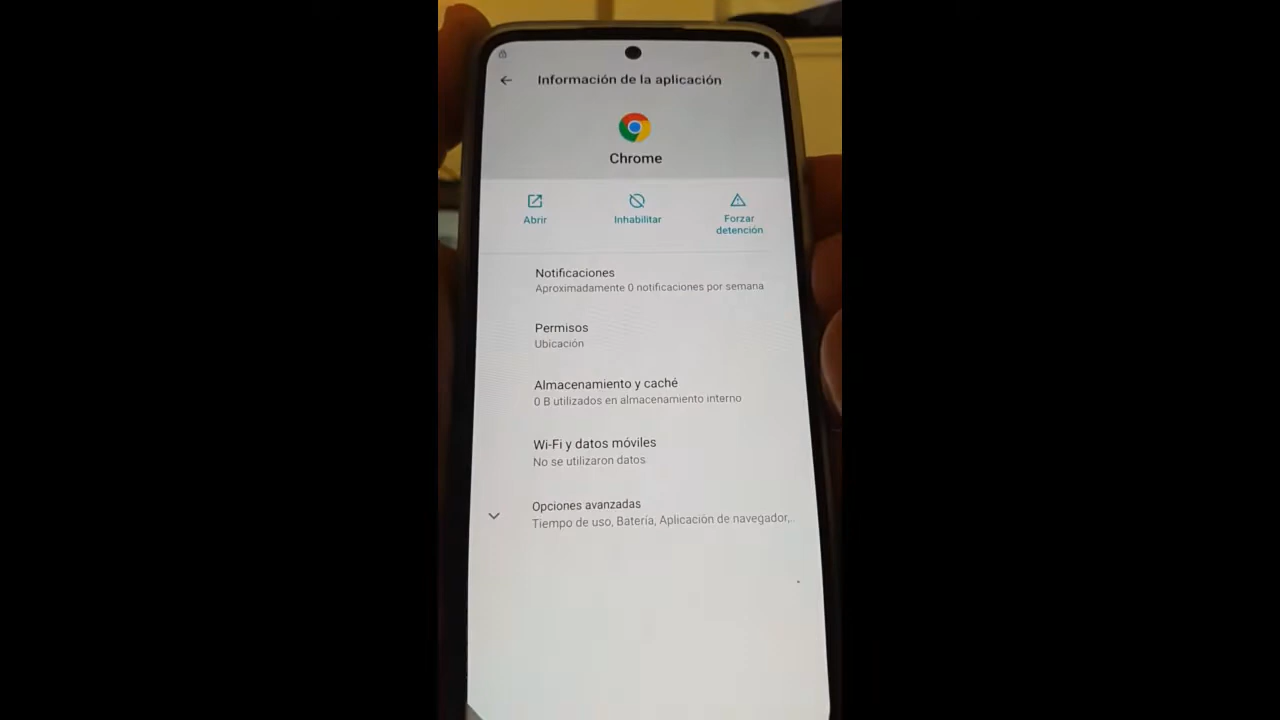 Información de la aplicación
Chrome
Abrir
Inhabilitar
Forzar
detención
Notificaciones
Aproximadamente 0 notificaciones por semana
Permisos
Ubicación
Almacenamiento y caché
0 B utilizados en almacenamiento interno
Wi-Fi y datos móviles
No se utilizaron datos
Opciones avanzadas
Tiempo de uso, Batería, Aplicación de navegador,..